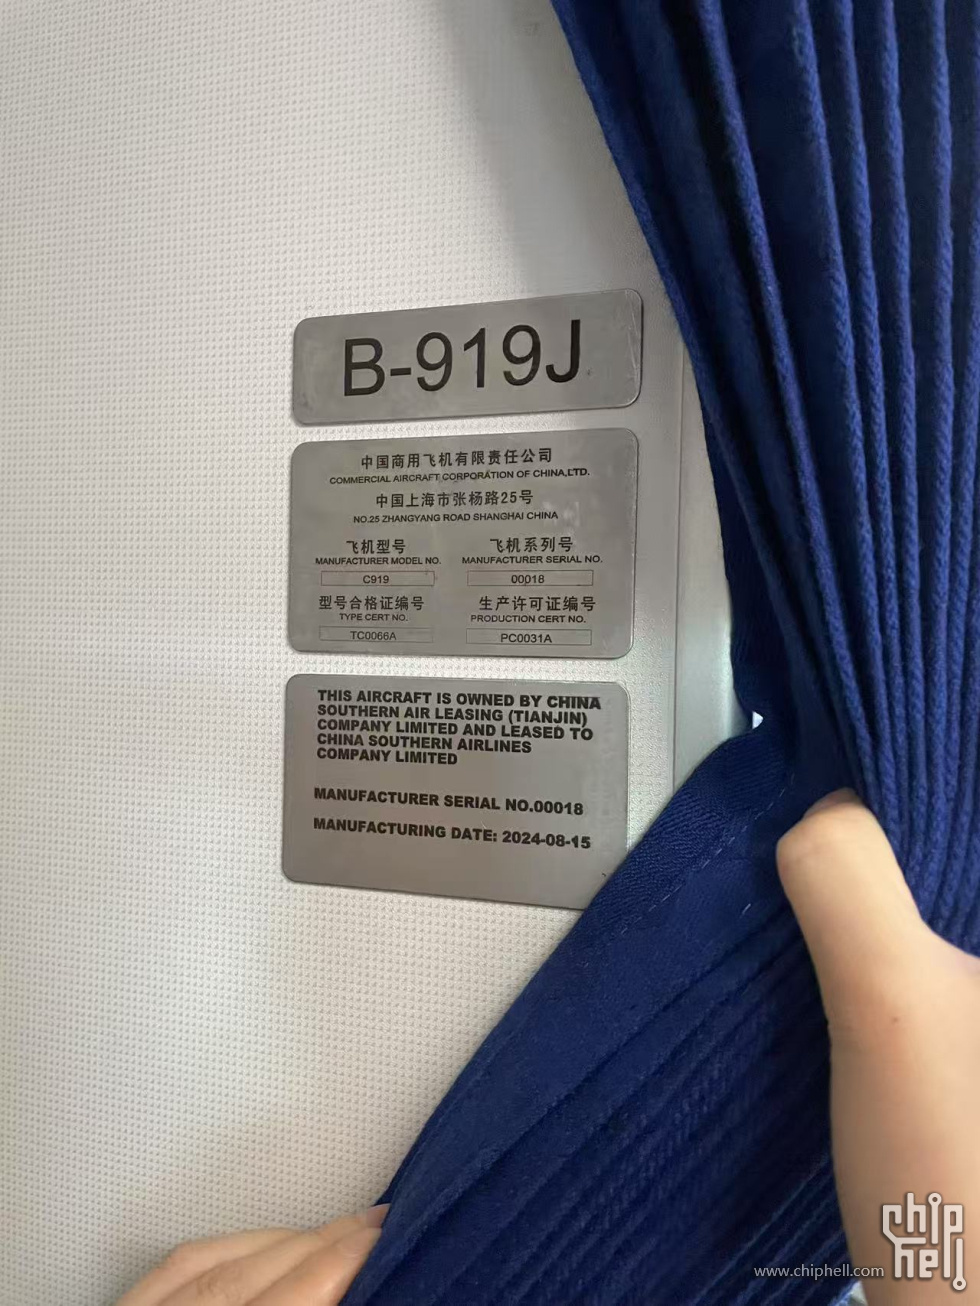 B-919J
中国商用飞机有限责任公司
COMMERCIAL AIRCRAFT CORPORATION OF CHINA,LTD.
中国上海市张杨路25号
NO.25 ZHANGYANG ROAD SHANGHAI CHINA
飞机型号 飞机系列号
MANUFACTURER MODEL NO. MANUFACTURER SERIAL NO.
C919 00018
型号合格证编号 生产许可证编号
TYPE CERT NO. PRODUCTION CERT NO.
TC0066A PC0031A
THIS AIRCRAFT IS OWNED BY CHINA
SOUTHERN AIR LEASING (TIANJIN)
COMPANY LIMITED AND LEASED TO
CHINA SOUTHERN AIRLINES
COMPANY LIMITED
MANUFACTURER SERIAL NO.00018
MANUFACTURING DATE: 2024-08-15
www.chiphell.com
chip
hell